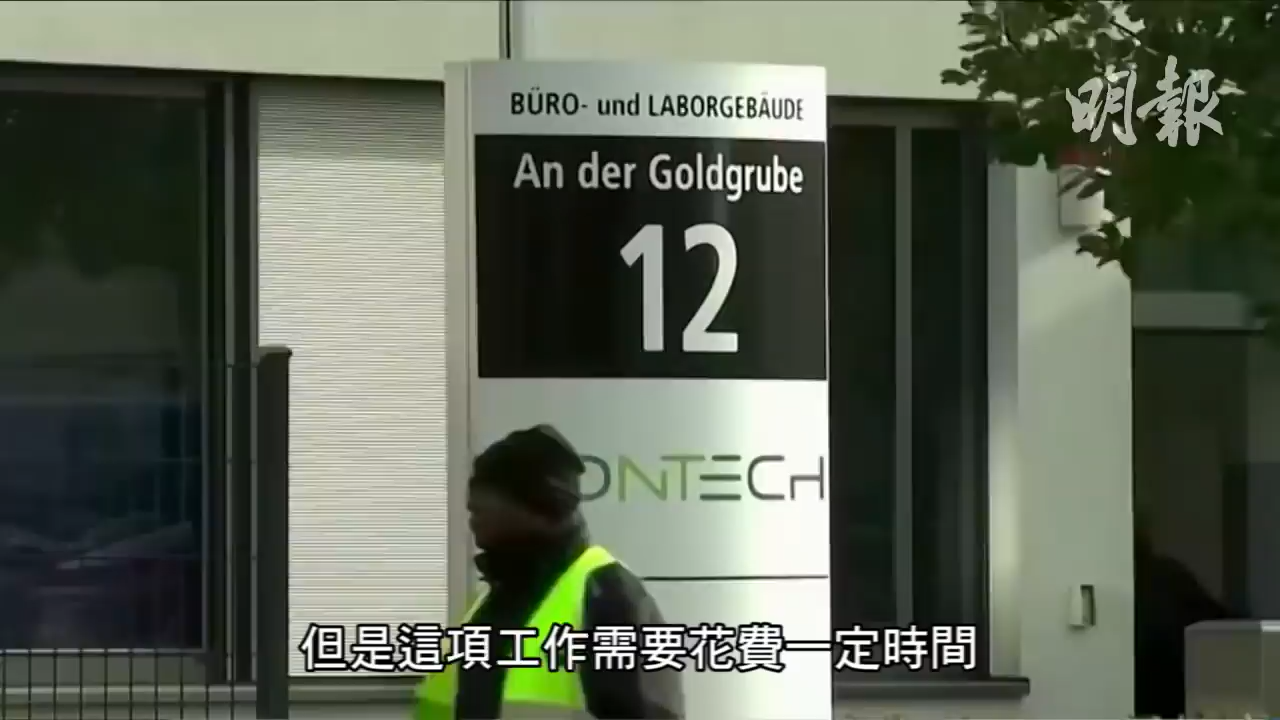 明報
BÜRO- und LABORGEBÄUDE
An der Goldgrube
12
ONTECH
但是這項工作需要花費一定時間